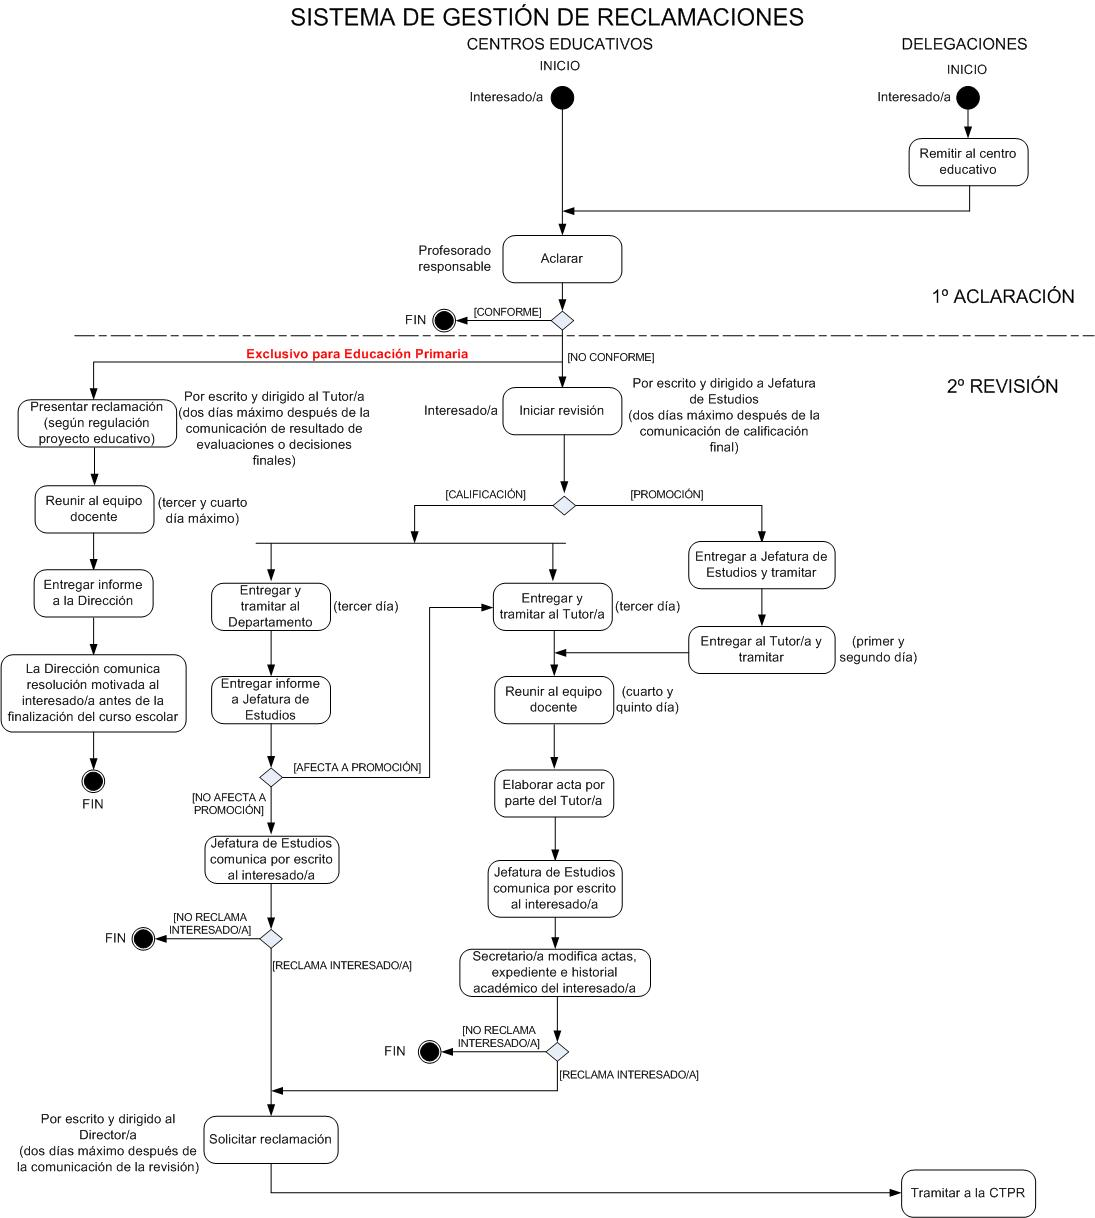 SISTEMA DE GESTIÓN DE RECLAMACIONES
CENTROS EDUCATIVOS
DELEGACIONES
INICIO
INICIO
Interesado/a
Interesado/a
Remitir al centro
educativo
Profesorado
responsable
Aclarar
1º ACLARACIÓN
FIN
[CONFORME]
Exclusivo para Educación Primaria
[NO CONFORME]
2º REVISIÓN
Presentar reclamación
(según regulación
proyecto educativo)
Por escrito y dirigido al Tutor/a
(dos días máximo después de la
comunicación de resultado de
evaluaciones o decisiones
finales)
Interesado/a
Iniciar revisión
Por escrito y dirigido a Jefatura
de Estudios
(dos días máximo después de la
comunicación de calificación
final)
Reunir al equipo
docente
(tercer y cuarto
día máximo)
[CALIFICACIÓN]
[PROMOCIÓN]
Entregar informe
a la Dirección
Entregar a Jefatura de
Estudios y tramitar
Entregar y
tramitar al
Departamento
(tercer día)
Entregar y
tramitar al Tutor/a
(tercer día)
Entregar al Tutor/a y
tramitar
(primer y
segundo día)
La Dirección comunica
resolución motivada al
interesado/a antes de la
finalización del curso escolar
Entregar informe
a Jefatura de
Estudios
Reunir al equipo
docente
(cuarto y
quinto día)
FIN
[AFECTA A PROMOCIÓN]
[NO AFECTA A
PROMOCIÓN]
Elaborar acta por
parte del Tutor/a
Jefatura de Estudios
comunica por escrito
al interesado/a
Jefatura de Estudios
comunica por escrito
al interesado/a
FIN
[NO RECLAMA
INTERESADO/A]
[RECLAMA INTERESADO/A]
Secretario/a modifica actas,
expediente e historial
académico del interesado/a
FIN
[NO RECLAMA
INTERESADO/A]
[RECLAMA INTERESADO/A]
Por escrito y dirigido al
Director/a
(dos días máximo después de
la comunicación de la revisión)
Solicitar reclamación
Tramitar a la CTPR